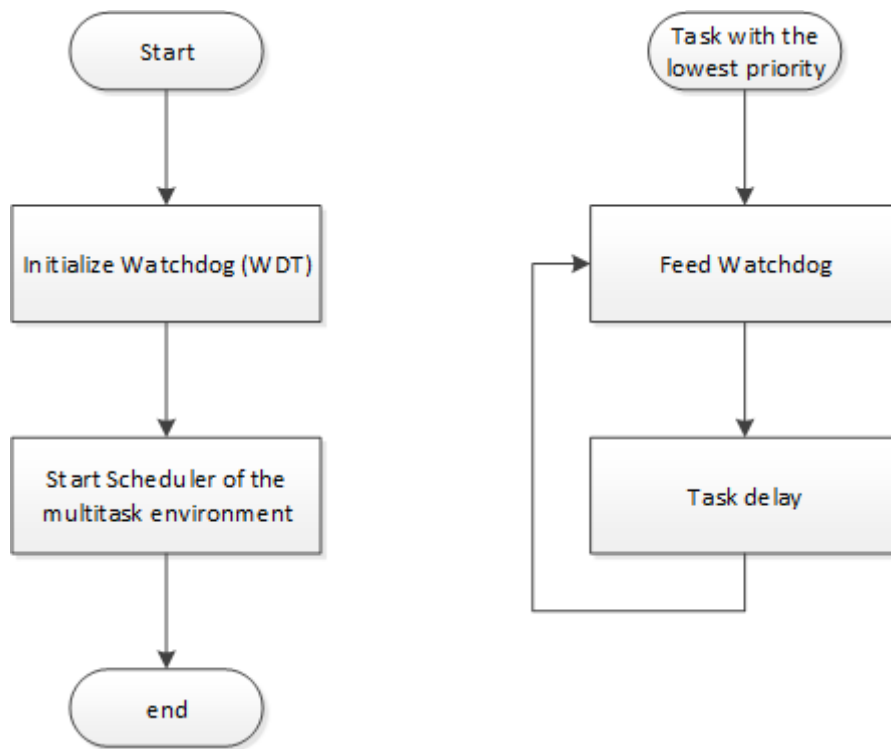 Start
Initialize Watchdog (WDT)
Start Scheduler of the
multitask environment
end
Task with the
lowest priority
Feed Watchdog
Task delay